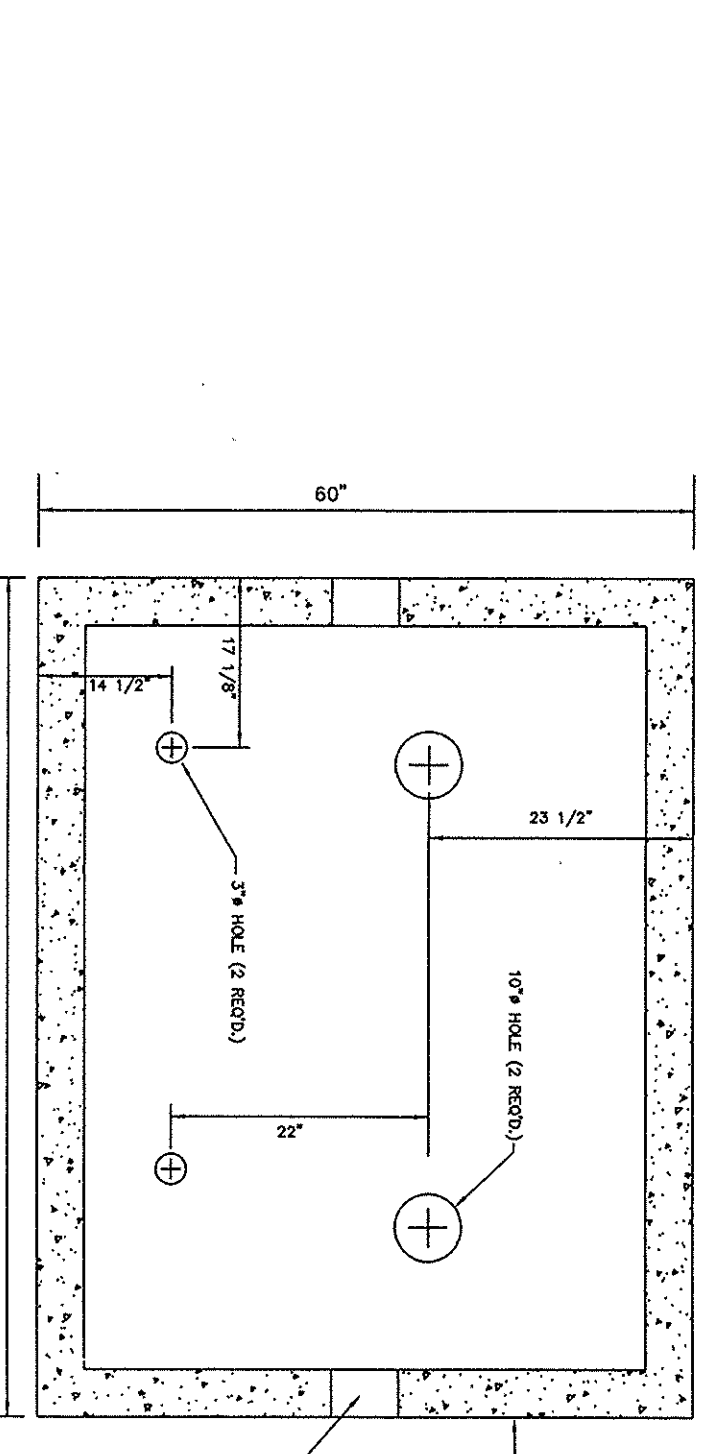 60"
17 1/8"
14 1/2"
23 1/2"
3"ø HOLE (2 REQ'D.)
10"ø HOLE (2 REQ'D.)
22"